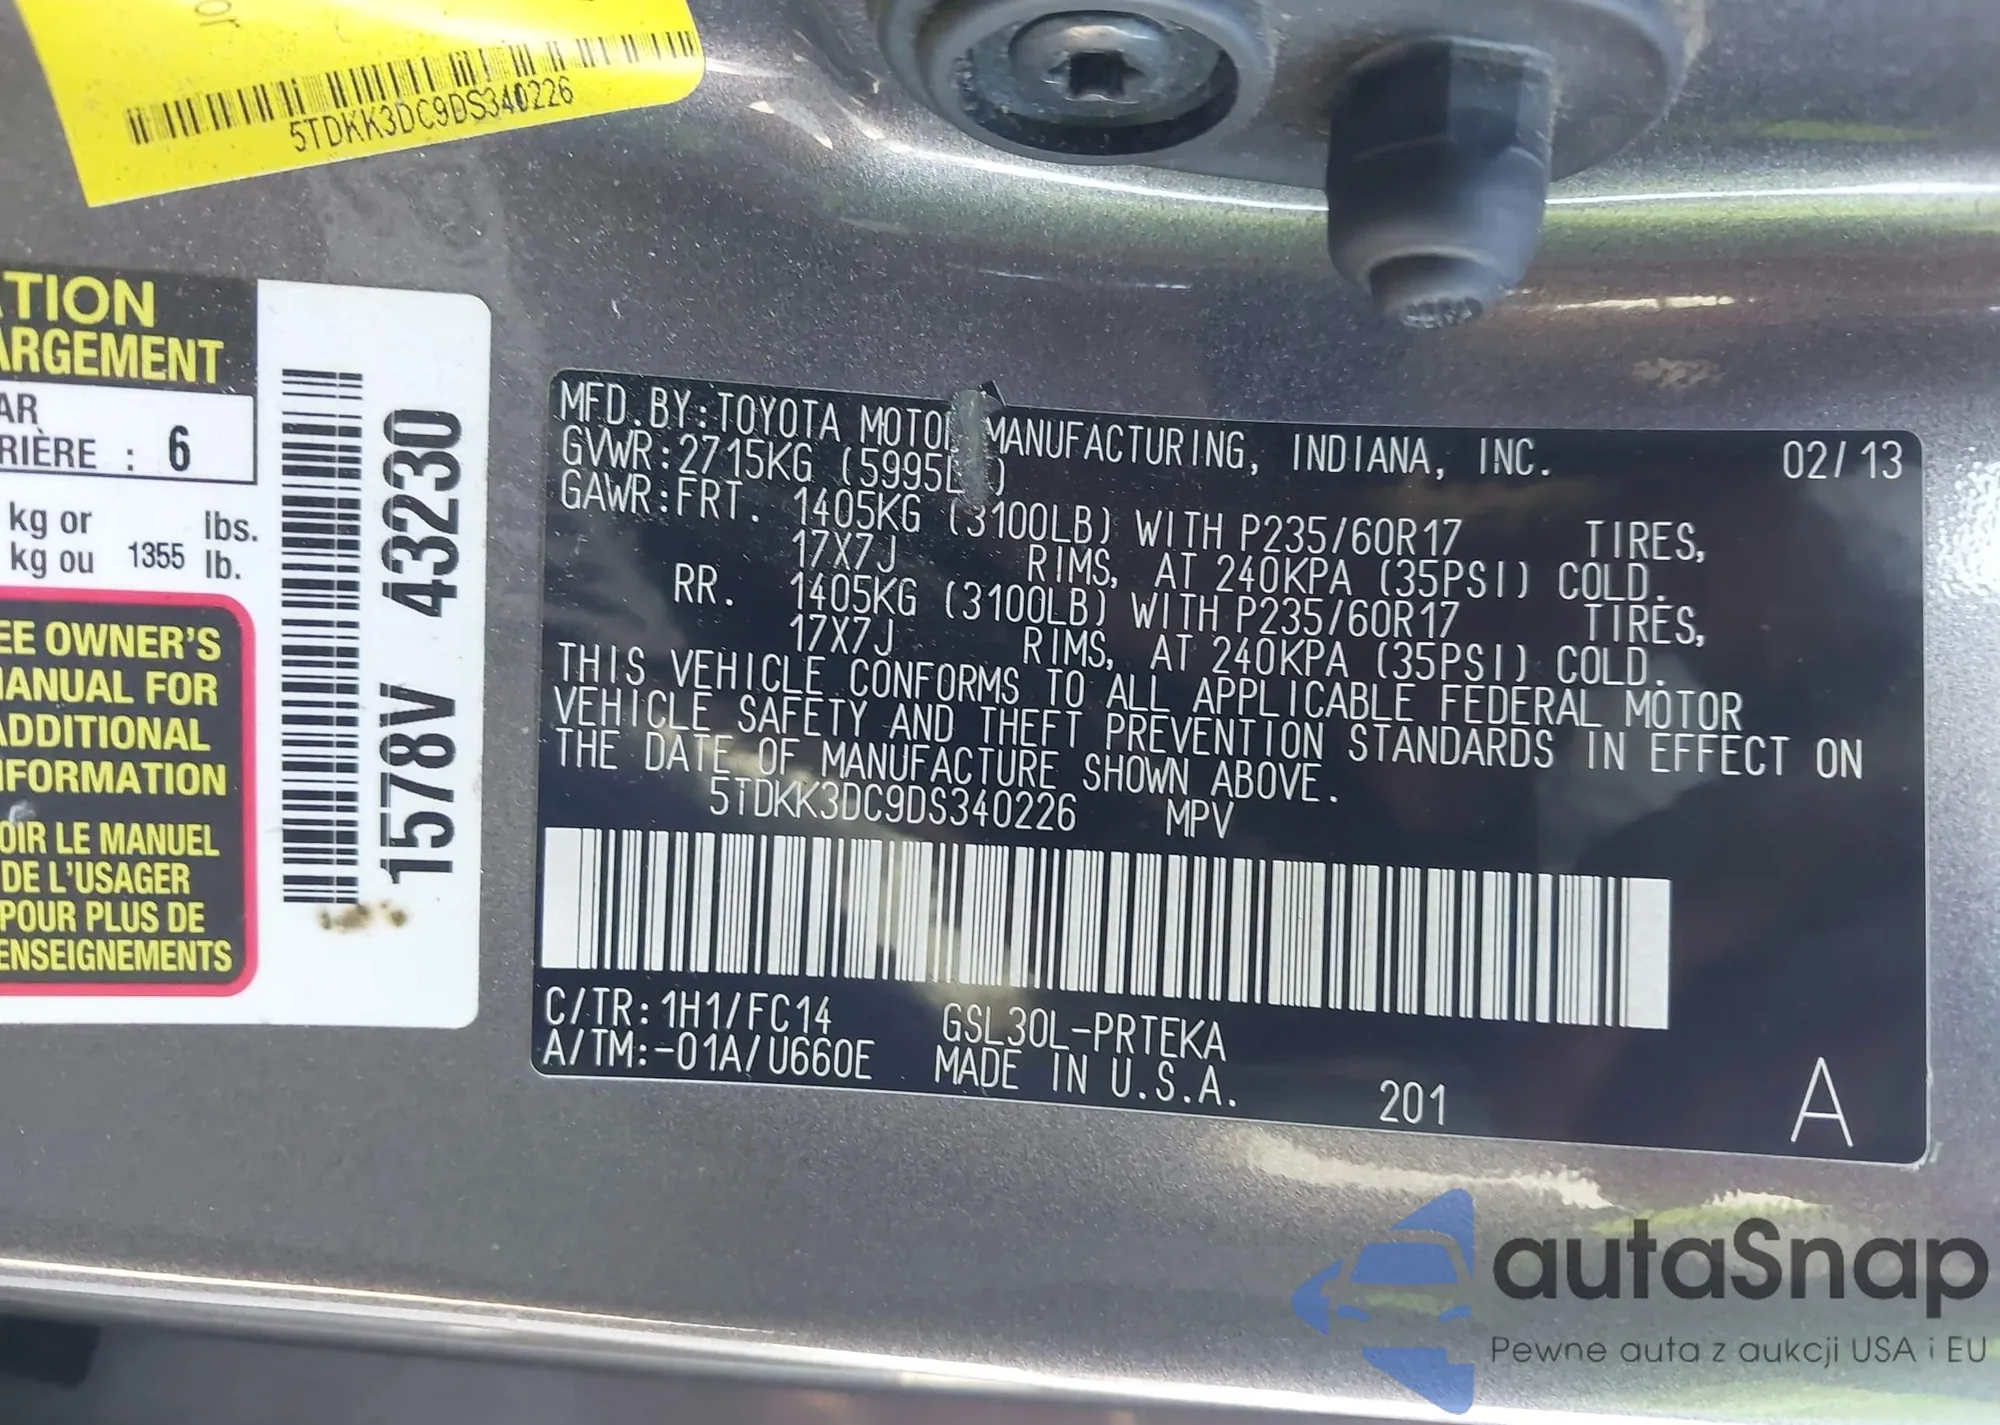 or
5TDKK3DC9DS340226
TION
ARGEMENT
AR
RIÈRE : 6
kg or lbs.
kg ou 1355 lb.
EE OWNER'S
MANUAL FOR
ADDITIONAL
NFORMATION
OIR LE MANUEL
DE L'USAGER
POUR PLUS DE
ENSEIGNEMENTS
1578V 43230
MFD.BY:TOYOTA MOTOR MANUFACTURING, INDIANA, INC. 02/13
GVWR:2715KG (5995L )
GAWR:FRT. 1405KG (3100LB) WITH P235/60R17 TIRES,
17X7J RIMS, AT 240KPA (35PSI) COLD.
RR. 1405KG (3100LB) WITH P235/60R17 TIRES,
17X7J RIMS, AT 240KPA (35PSI) COLD.
THIS VEHICLE CONFORMS TO ALL APPLICABLE FEDERAL MOTOR
VEHICLE SAFETY AND THEFT PREVENTION STANDARDS IN EFFECT ON
THE DATE OF MANUFACTURE SHOWN ABOVE.
5TDKK3DC9DS340226 MPV
C/TR:1H1/FC14 GSL30L-PRTEKA
A/TM:-01A/U660E MADE IN U.S.A. 201 A
autaSnap
Pewne auta z aukcji USA i EU